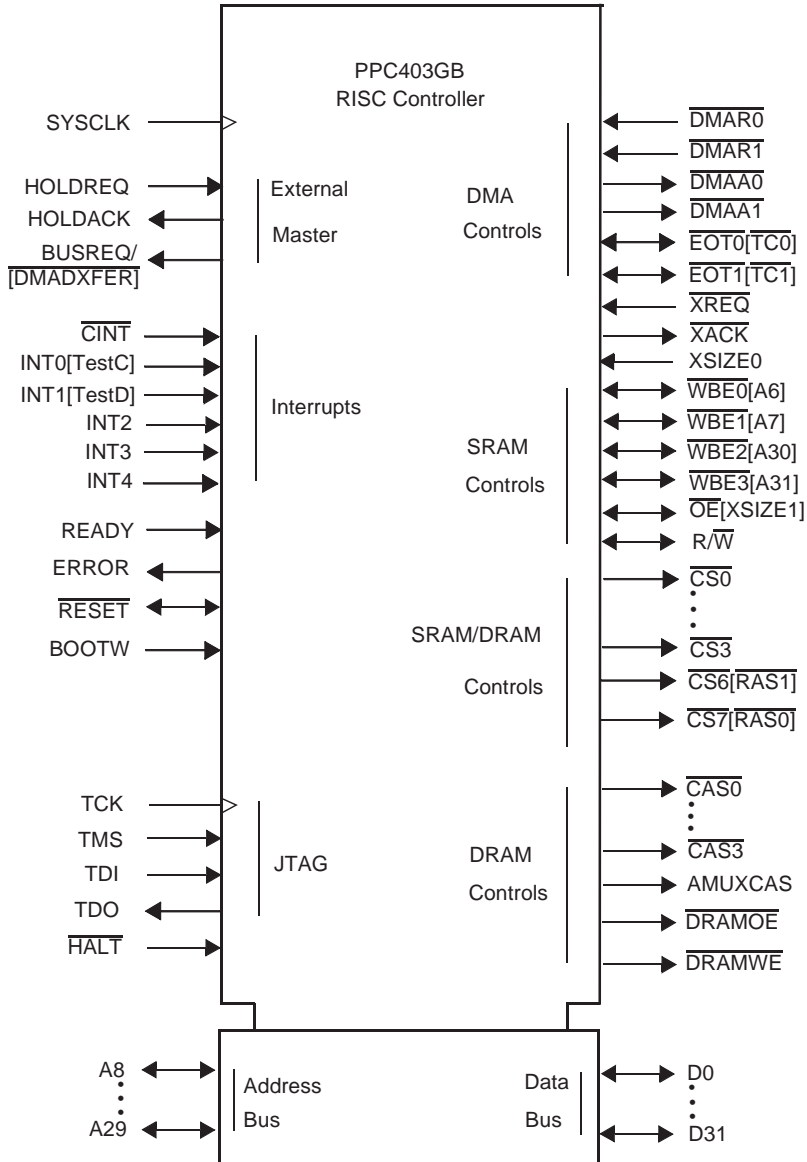 PPC403GB
RISC Controller
SYSCLK
HOLDREQ
HOLDACK
BUSREQ/
[DMADXFER]
External
Master
CINT
INT0[TestC]
INT1[TestD]
INT2
INT3
INT4
Interrupts
READY
ERROR
RESET
BOOTW
TCK
TMS
TDI
TDO
HALT
JTAG
DMA
Controls
DMAR0
DMAR1
DMAA0
DMAA1
EOT0[TC0]
EOT1[TC1]
XREQ
XACK
XSIZE0
SRAM
Controls
WBE0[A6]
WBE1[A7]
WBE2[A30]
WBE3[A31]
OE[XSIZE1]
R/W
SRAM/DRAM
Controls
CS0
CS3
CS6[RAS1]
CS7[RAS0]
DRAM
Controls
CAS0
CAS3
AMUXCAS
DRAMOE
DRAMWE
A8
A29
Address
Bus
Data
Bus
D0
D31